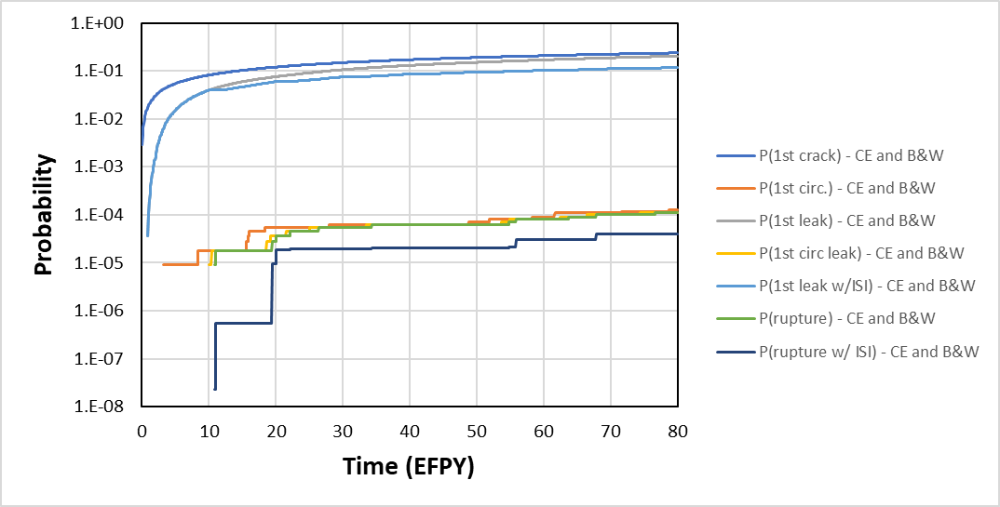 1.E+00
1.E-01
1.E-02
1.E-03
1.E-04
1.E-05
1.E-06
1.E-07
1.E-08
Probability
0 10 20 30 40 50 60 70 80
Time (EFPY)
P(1st crack) - CE and B&W
P(1st circ.) - CE and B&W
P(1st leak) - CE and B&W
P(1st circ leak) - CE and B&W
P(1st leak w/ISI) - CE and B&W
P(rupture) - CE and B&W
P(rupture w/ ISI) - CE and B&W